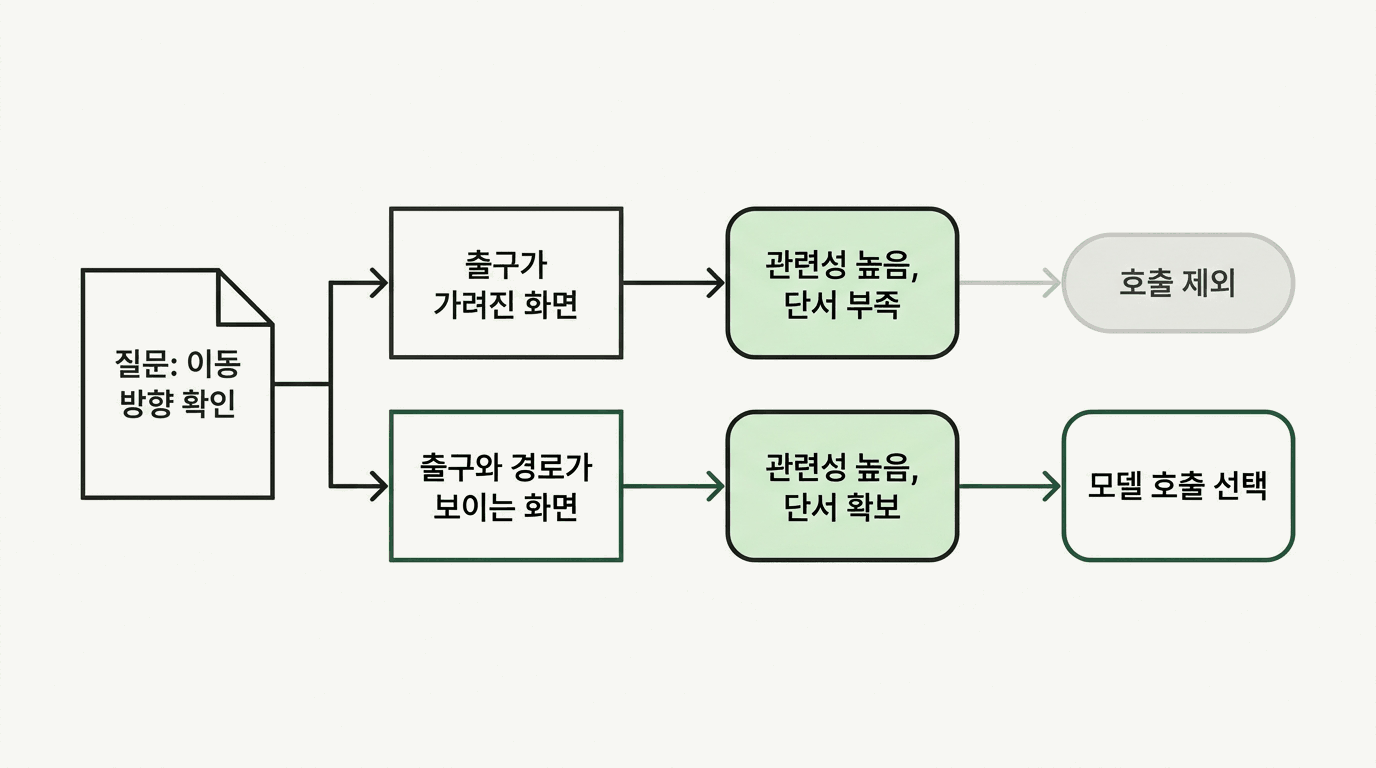 질문: 이동
방향 확인
출구가
가려진 화면
관련성 높음,
단서 부족
호출 제외
출구와 경로가
보이는 화면
관련성 높음,
단서 확보
모델 호출 선택